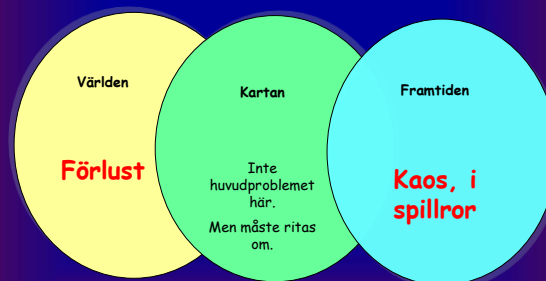 Världen
Förlust
Kartan
Inte
huvudproblemet
här.
Men måste ritas
om.
Framtiden
Kaos, i
spillror